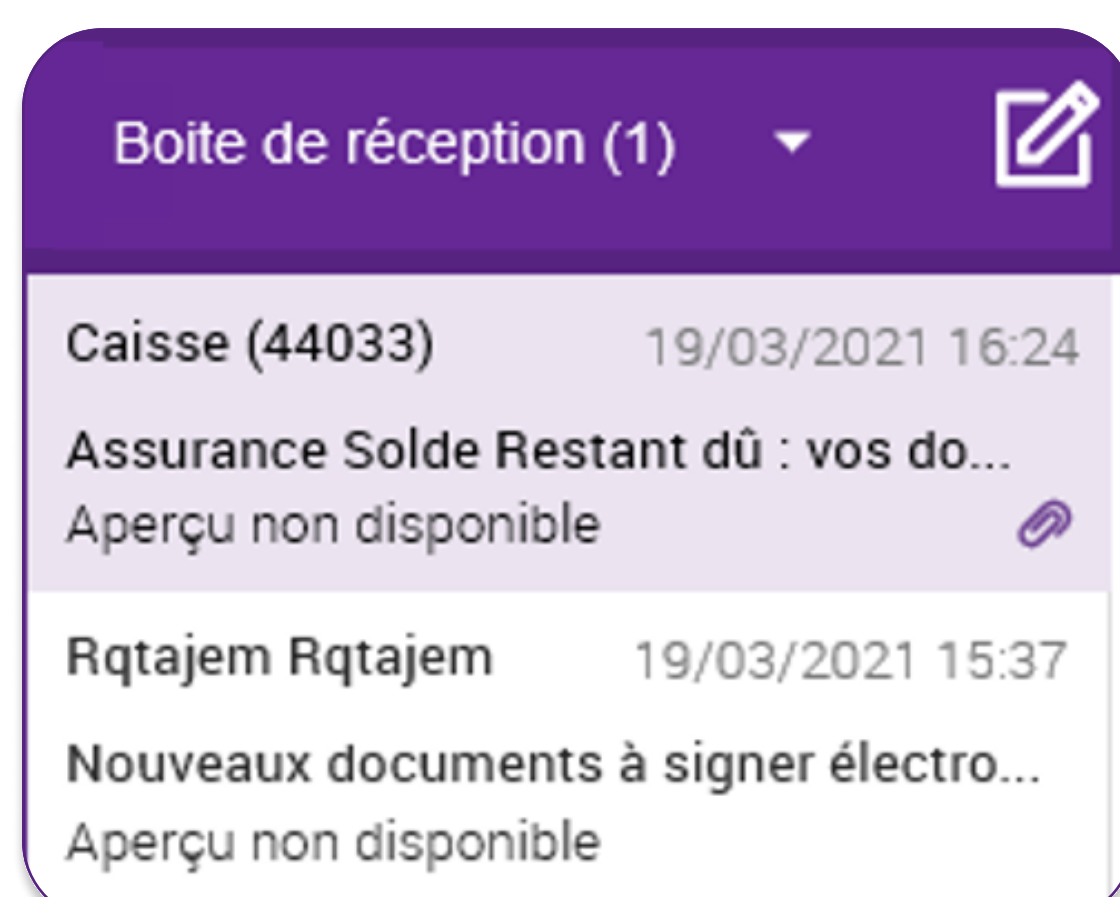 Boite de réception (1)
Caisse (44033) 19/03/2021 16:24
Assurance Solde Restant dû : vos do...
Aperçu non disponible
Rqtajem Rqtajem 19/03/2021 15:37
Nouveaux documents à signer électro...
Aperçu non disponible